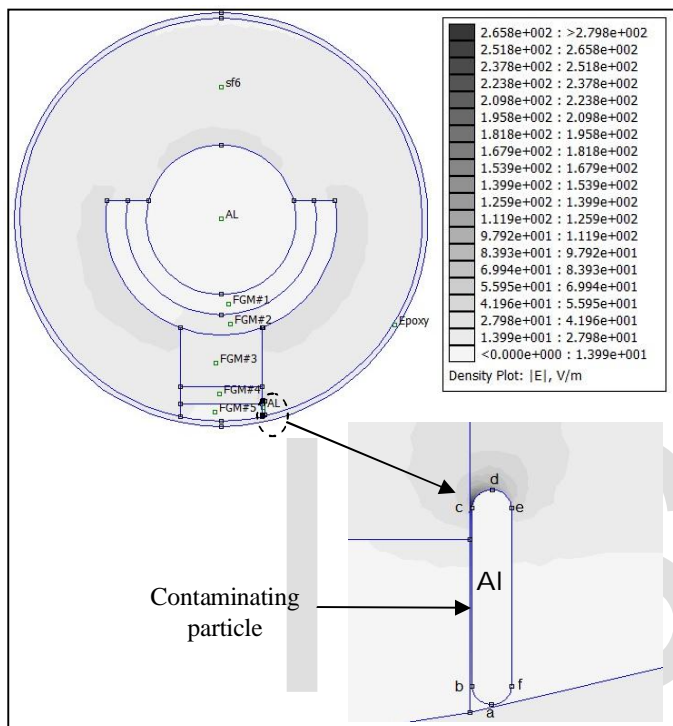 2.658e+002 : >2.798e+002
2.518e+002 : 2.658e+002
2.378e+002 : 2.518e+002
2.238e+002 : 2.378e+002
2.098e+002 : 2.238e+002
1.958e+002 : 2.098e+002
1.818e+002 : 1.958e+002
1.679e+002 : 1.818e+002
1.539e+002 : 1.679e+002
1.399e+002 : 1.539e+002
1.259e+002 : 1.399e+002
1.119e+002 : 1.259e+002
9.792e+001 : 1.119e+002
8.393e+001 : 9.792e+001
6.994e+001 : 8.393e+001
5.595e+001 : 6.994e+001
4.196e+001 : 5.595e+001
2.798e+001 : 4.196e+001
1.399e+001 : 2.798e+001
<0.000e+000 : 1.399e+001
Density Plot: |E|, V/m
sf6
AL
FGM#1
FGM#2
Epoxy
FGM#3
FGM#4
AL
FGM#5
d
c
e
Al
Contaminating
particle
b
f
a